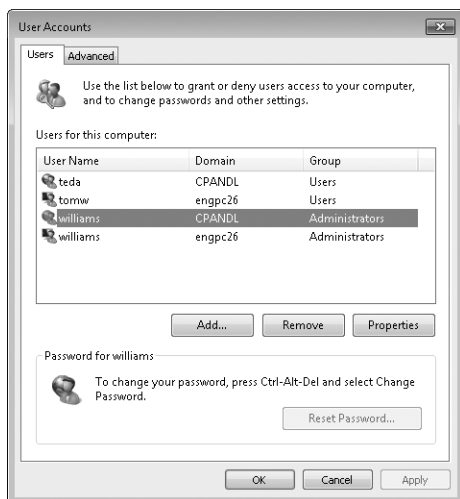 User Accounts
Users Advanced
Use the list below to grant or deny users access to your computer,
and to change passwords and other settings.
Users for this computer:
User Name Domain Group
teda CPANDL Users
tomw engpc26 Users
williams CPANDL Administrators
williams engpc26 Administrators
Add... Remove Properties
Password for williams
To change your password, press Ctrl-Alt-Del and select Change
Password.
Reset Password...
OK Cancel Apply